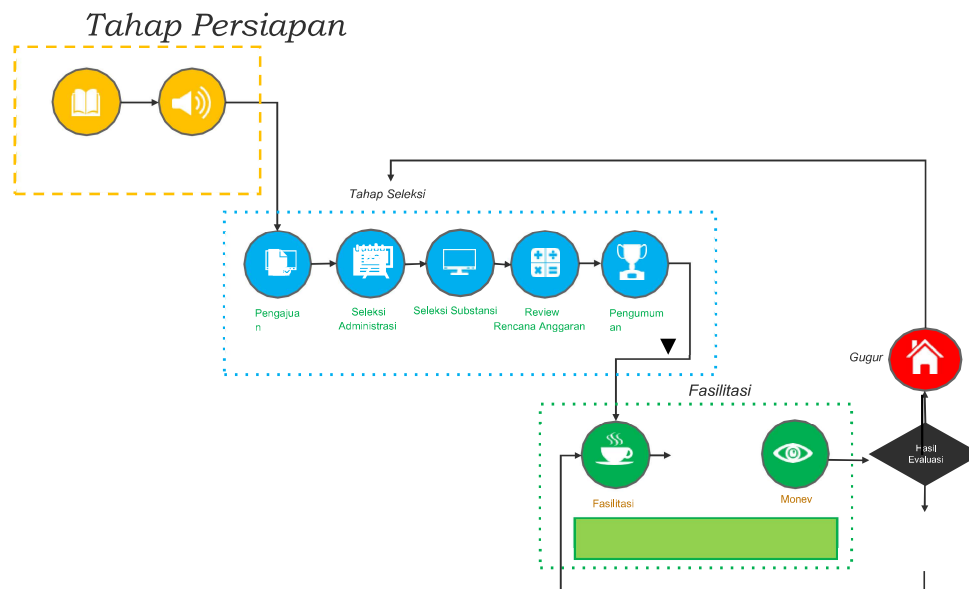 Tahap Persiapan
Tahap Seleksi
Pengajua
n
Seleksi
Administrasi
Seleksi Substansi
Review
Rencana Anggaran
Pengumum
an
Gugur
Fasilitasi
Hasil
Evaluasi
Fasilitasi
Monev